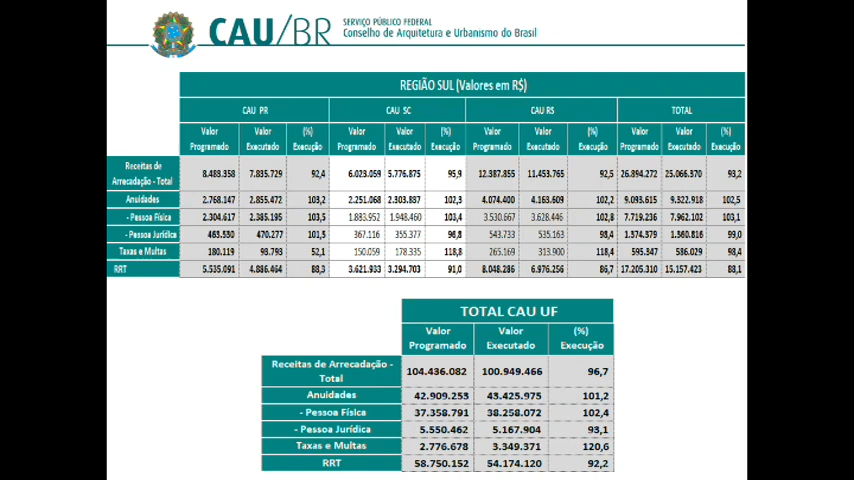 CAU/BR
SERVIÇO PÚBLICO FEDERAL
Conselho de Arquitetura e Urbanismo do Brasil
REGIÃO SUL (Valores em R$)
CAU PR CAU SC CAU RS TOTAL
Valor Programado Valor Executado (%) Execução Valor Programado Valor Executado (%) Execução Valor Programado Valor Executado (%) Execução Valor Programado Valor Executado (%) Execução
Receitas de Arrecadação - Total 8.483.358 7.835.729 92,4 6.023.059 5.776.875 95,9 12.387.855 11.453.765 92,5 26.894.272 25.066.370 93,2
Anuidades 2.768.147 2.855.472 103,2 2.251.068 2.303.837 102,3 4.074.400 4.163.609 102,2 9.093.615 9.322.918 102,5
- Pessoa Física 2.304.617 2.385.195 103,5 1.883.952 1.948.460 103,4 3.530.667 3.628.446 102,8 7.719.236 7.962.102 103,1
- Pessoa Jurídica 463.530 470.277 101,5 367.116 355.377 96,8 543.733 535.163 98,4 1.374.379 1.360.816 99,0
Taxas e Multas 180.119 93.793 52,1 150.059 178.335 118,8 265.169 313.900 118,4 595.347 586.029 98,4
RRT 5.535.091 4.886.464 88,3 3.621.933 3.294.703 91,0 8.048.286 6.976.256 86,7 17.205.310 15.157.423 88,1
TOTAL CAU UF
Valor Programado Valor Executado (%) Execução
Receitas de Arrecadação - Total 104.436.082 100.949.466 96,7
Anuidades 42.909.253 43.425.975 101,2
- Pessoa Física 37.358.791 38.258.072 102,4
- Pessoa Jurídica 5.550.462 5.167.904 93,1
Taxas e Multas 2.776.678 3.349.371 120,6
RRT 58.750.152 54.174.120 92,2